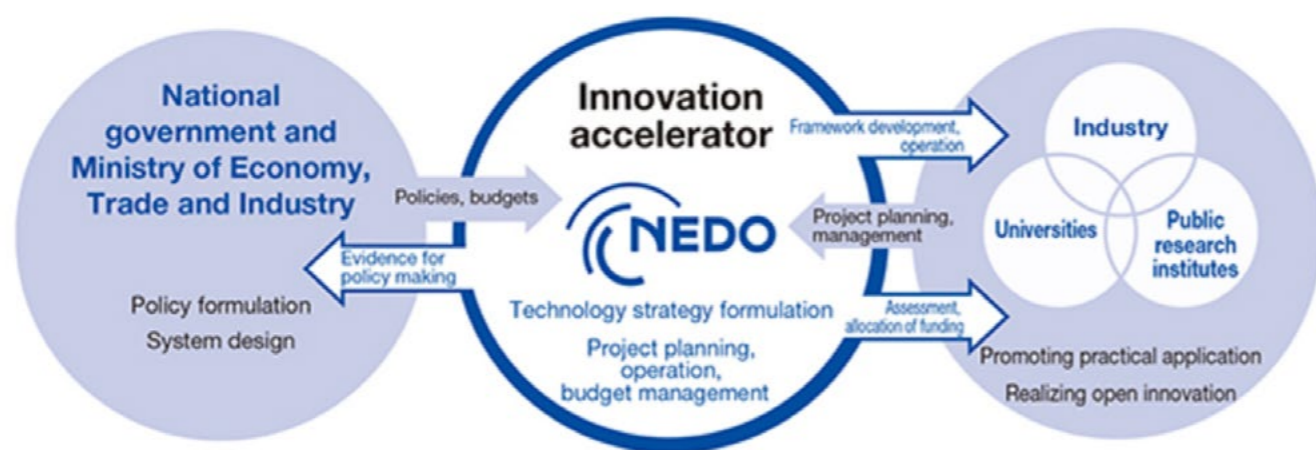 National
government and
Ministry of Economy,
Trade and Industry
Policy formulation
System design
Policies, budgets
Evidence for
policy making
Innovation
accelerator
NEDO
Technology strategy formulation
Project planning,
operation,
budget management
Framework development,
operation
Project planning,
management
Assessment,
allocation of funding
Industry
Universities
Public
research
institutes
Promoting practical application
Realizing open innovation